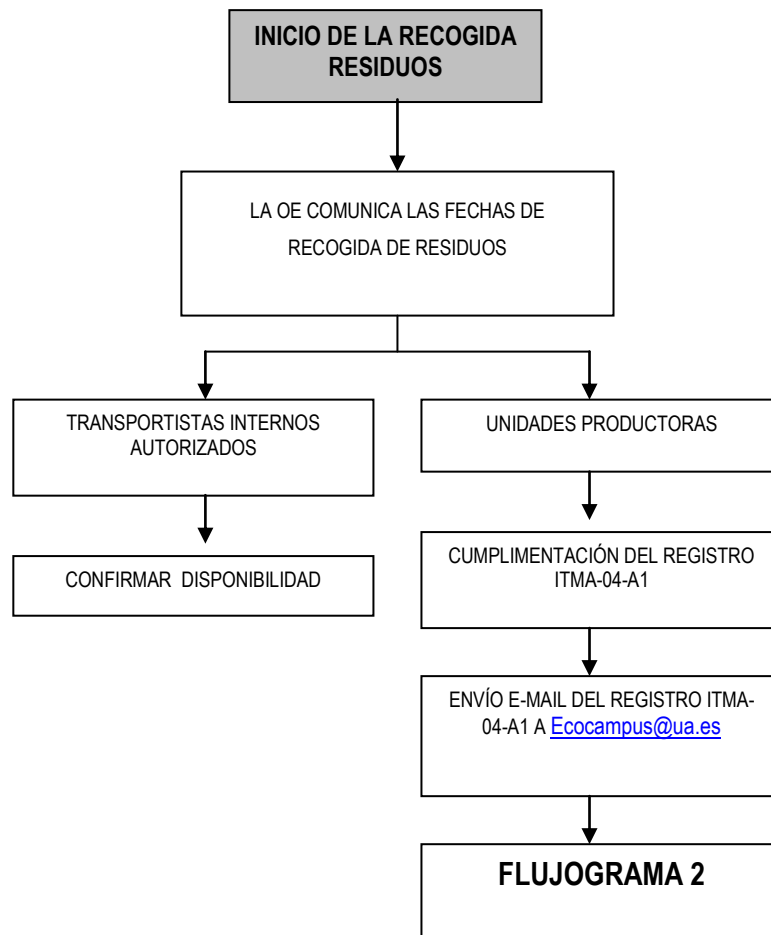 INICIO DE LA RECOGIDA
RESIDUOS
LA OE COMUNICA LAS FECHAS DE
RECOGIDA DE RESIDUOS
TRANSPORTISTAS INTERNOS
AUTORIZADOS
CONFIRMAR DISPONIBILIDAD
UNIDADES PRODUCTORAS
CUMPLIMENTACIÓN DEL REGISTRO
ITMA-04-A1
ENVÍO E-MAIL DEL REGISTRO ITMA-
04-A1 A Ecocampus@ua.es
FLUJOGRAMA 2